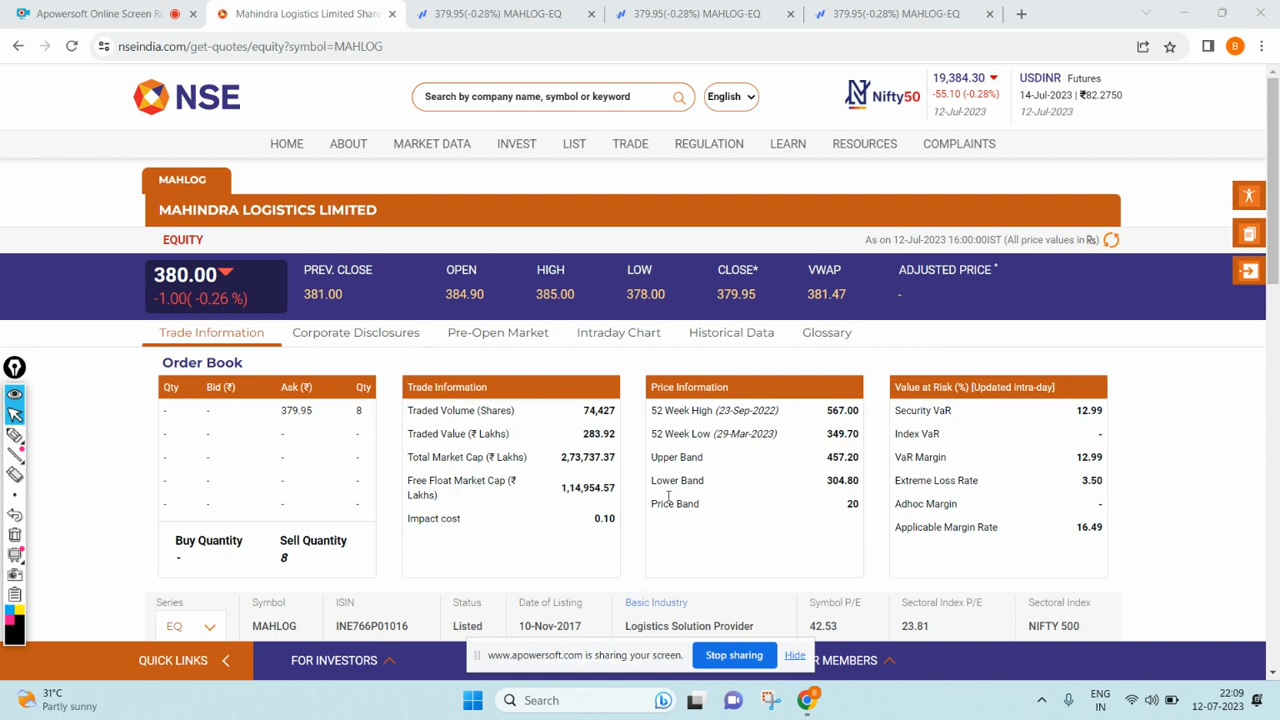 Apowersoft Online Screen R
Mahindra Logistics Limited Share
379.95(-0.28%) MAHLOG-EQ
379.95(-0.28%) MAHLOG-EQ
379.95(-0.28%) MAHLOG-EQ
nseindia.com/get-quotes/equity?symbol=MAHLOG
B
NSE
Search by company name, symbol or keyword
English
Nifty50
19,384.30
-55.10 (-0.28%)
12-Jul-2023
USDINR Futures
14-Jul-2023 | ₹82.2750
12-Jul-2023
HOME ABOUT MARKET DATA INVEST LIST TRADE REGULATION LEARN RESOURCES COMPLAINTS
MAHLOG
MAHINDRA LOGISTICS LIMITED
EQUITY
As on 12-Jul-2023 16:00:00IST (All price values in ₨)
380.00
-1.00( -0.26 %)
PREV. CLOSE OPEN HIGH LOW CLOSE* VWAP ADJUSTED PRICE *
381.00 384.90 385.00 378.00 379.95 381.47 -
Trade Information Corporate Disclosures Pre-Open Market Intraday Chart Historical Data Glossary
Order Book
Qty Bid (₹) Ask (₹) Qty
- - 379.95 8
- - - -
- - - -
- - - -
- - - -
Buy Quantity Sell Quantity
- 8
Trade Information
Traded Volume (Shares) 74,427
Traded Value (₹ Lakhs) 283.92
Total Market Cap (₹ Lakhs) 2,73,737.37
Free Float Market Cap (₹
Lakhs) 1,14,954.57
Impact cost 0.10
Price Information
52 Week High (23-Sep-2022) 567.00
52 Week Low (29-Mar-2023) 349.70
Upper Band 457.20
Lower Band 304.80
Price Band 20
Value at Risk (%) [Updated intra-day]
Security VaR 12.99
Index VaR -
VaR Margin 12.99
Extreme Loss Rate 3.50
Adhoc Margin -
Applicable Margin Rate 16.49
Series Symbol ISIN Status Date of Listing Basic Industry Symbol P/E Sectoral Index P/E Sectoral Index
EQ MAHLOG INE766P01016 Listed 10-Nov-2017 Logistics Solution Provider 42.53 23.81 NIFTY 500
QUICK LINKS FOR INVESTORS R MEMBERS
www.apowersoft.com is sharing your screen. Stop sharing Hide
31°C
Partly sunny
Search
ENG
IN
22:09
12-07-2023